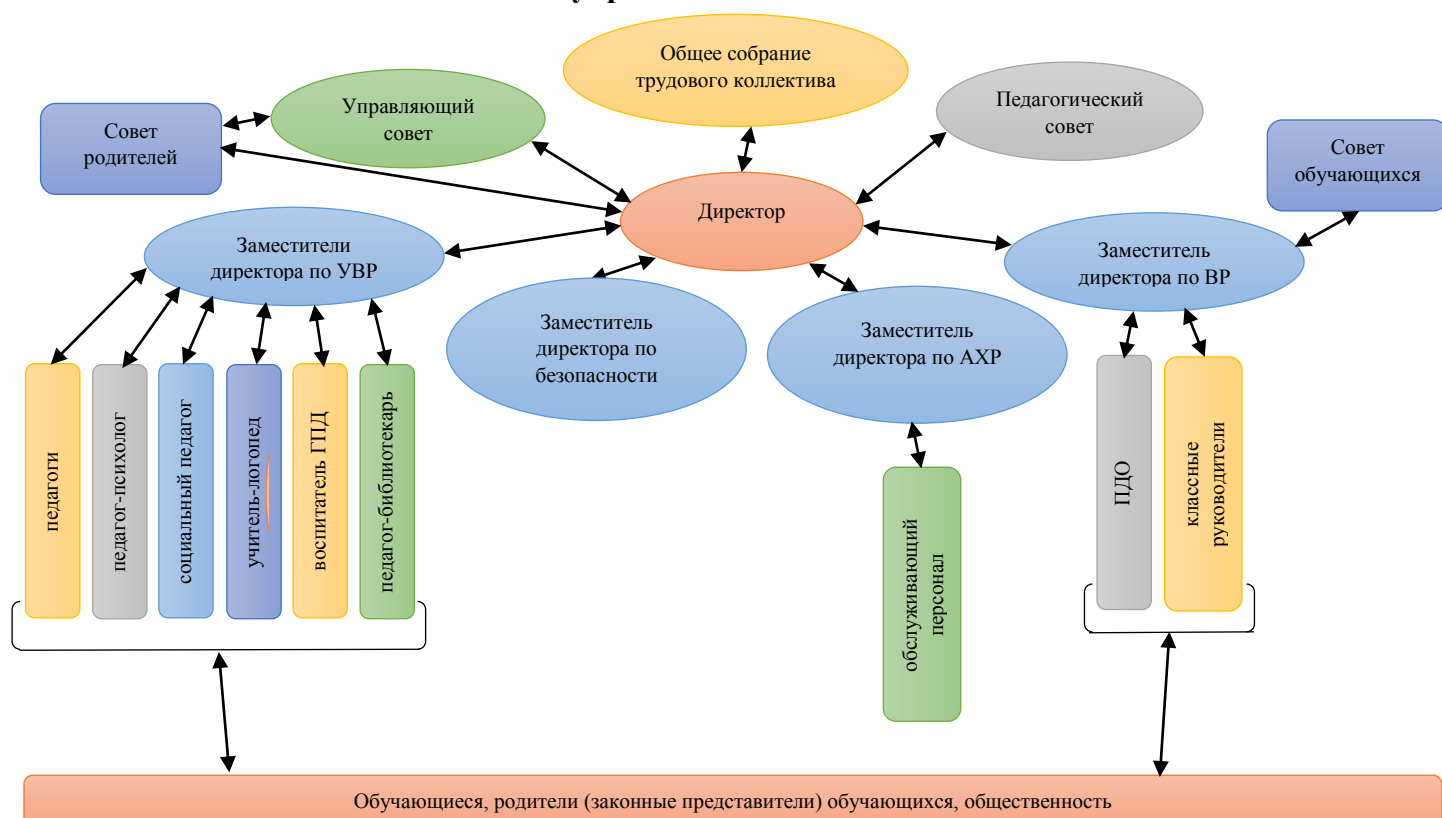 Общее собрание
трудового коллектива
Управляющий
совет
Педагогический
совет
Совет
родителей
Совет
обучающихся
Директор
Заместители
директора по УВР
Заместитель
директора по ВР
Заместитель
директора по
безопасности
Заместитель
директора по АХР
педагоги
педагог-психолог
социальный педагог
учитель-логопед
воспитатель ГПД
педагог-библиотекарь
обслуживающий
персонал
ПДО
классные
руководители
Обучающиеся, родители (законные представители) обучающихся, общественность